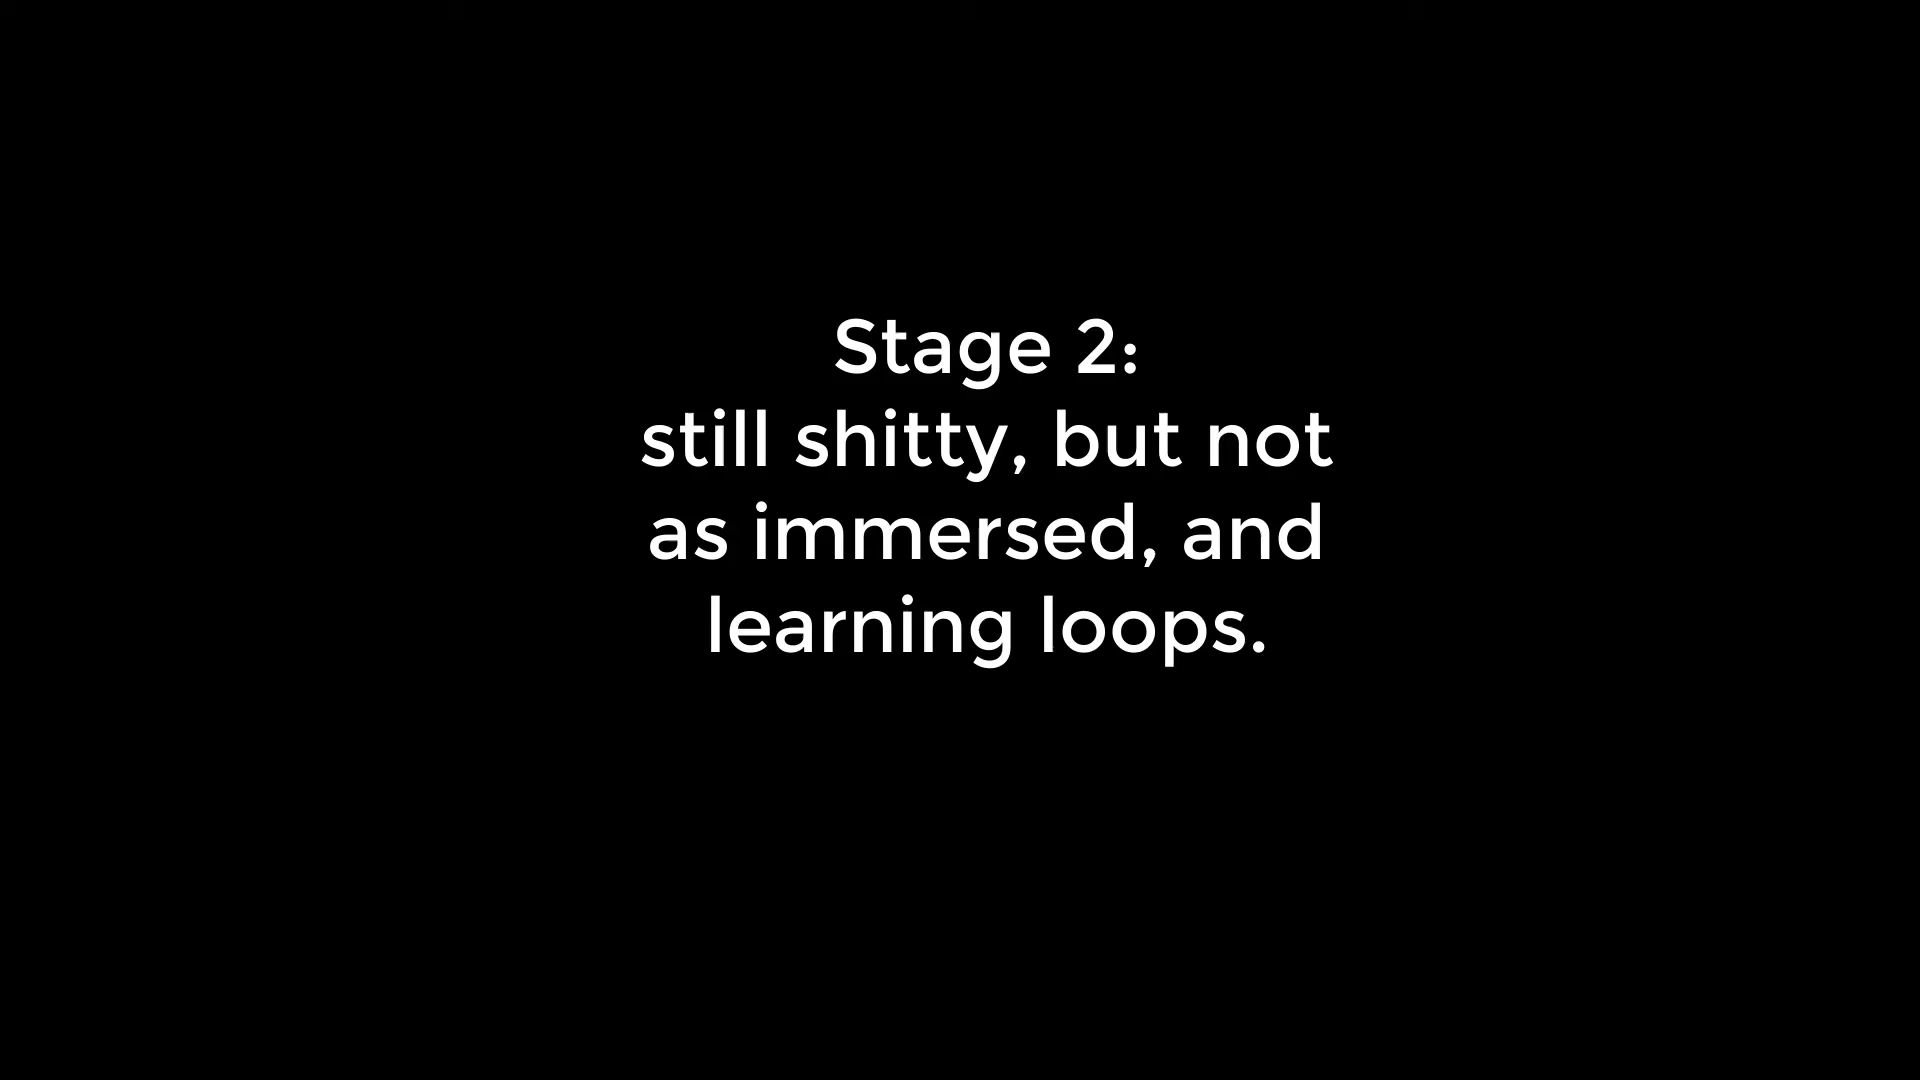 Stage 2:
still shitty, but not
as immersed, and
learning loops.